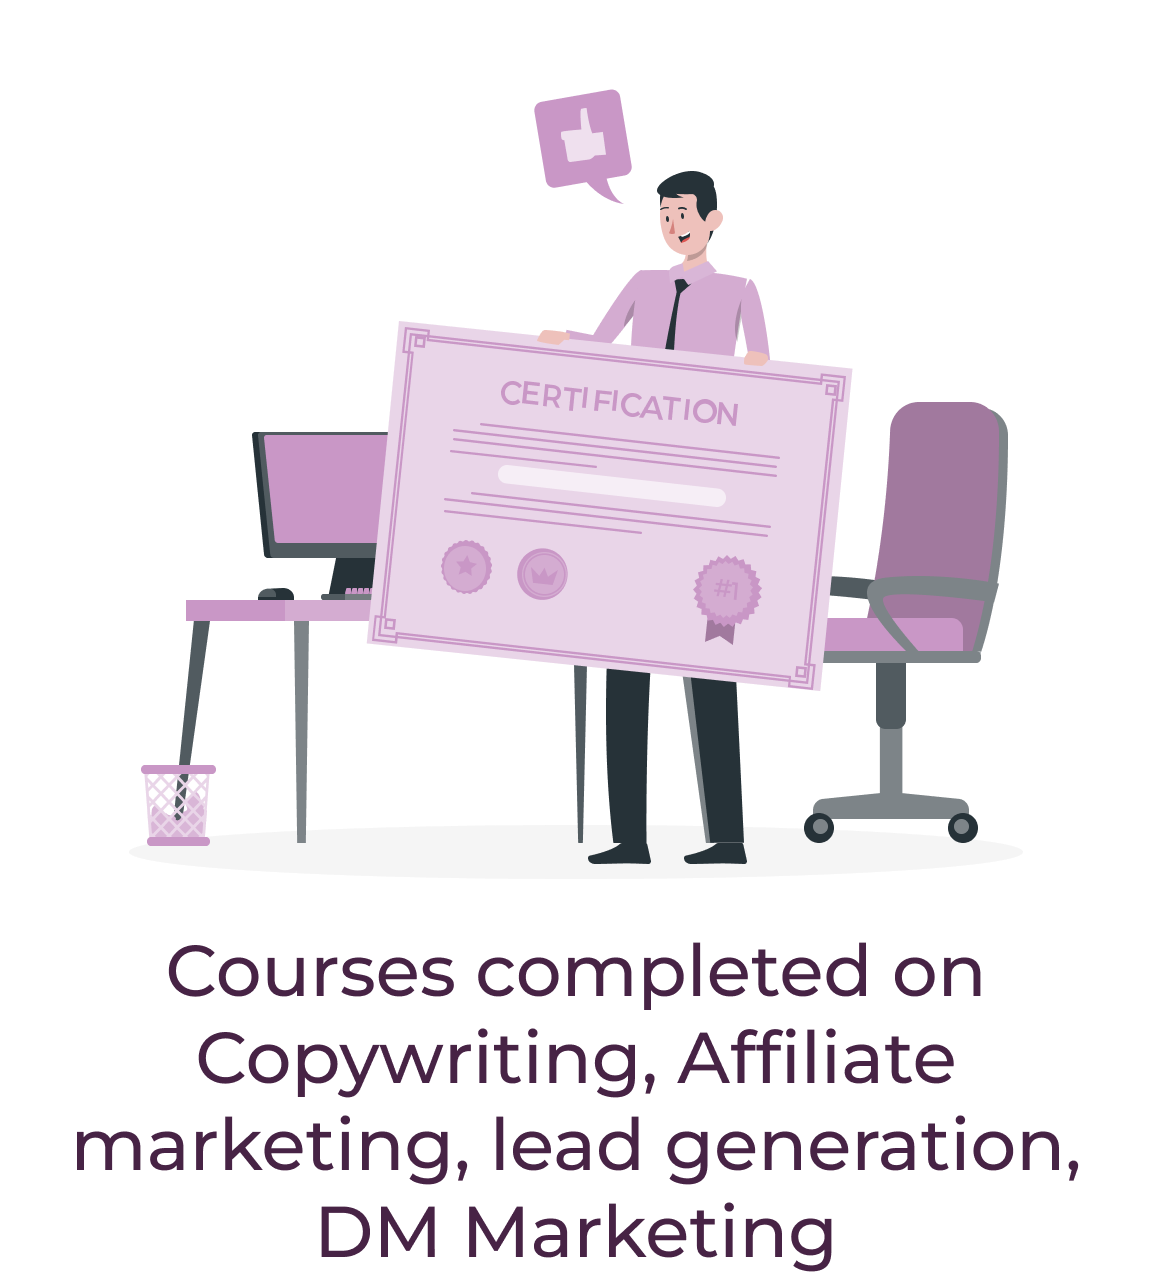 CERTIFICATION
#1
Courses completed on
Copywriting, Affiliate
marketing, lead generation,
DM Marketing